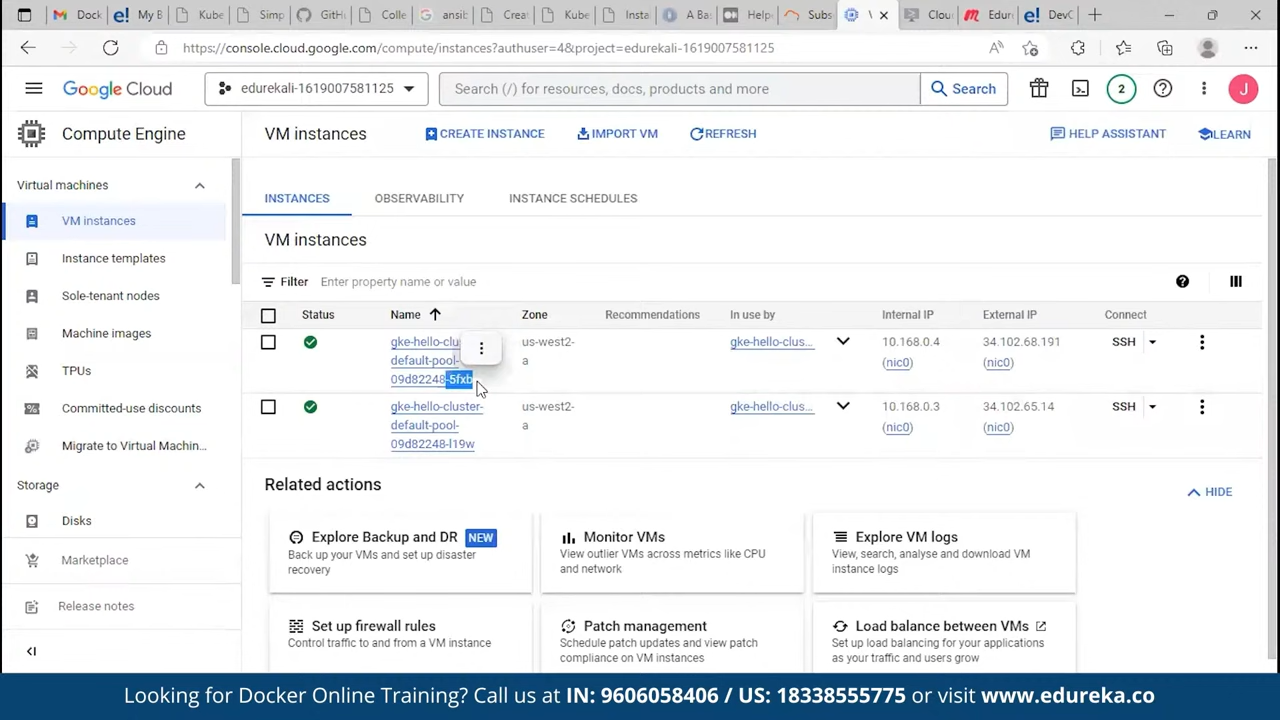 Dock
My B
Kube
Simp
GitH
Colle
ansib
Crea
Kube
Insta
A Ba
Help
Subs
V
Clou
Edur
DevC
https://console.cloud.google.com/compute/instances?authuser=4&project=edurekali-1619007581125
Google Cloud
edurekali-1619007581125
Search (/) for resources, docs, products and more
Search
2
J
Compute Engine
VM instances
CREATE INSTANCE
IMPORT VM
REFRESH
HELP ASSISTANT
LEARN
Virtual machines
VM instances
Instance templates
Sole-tenant nodes
Machine images
TPUs
Committed-use discounts
Migrate to Virtual Machin...
Storage
Disks
Marketplace
Release notes
INSTANCES
OBSERVABILITY
INSTANCE SCHEDULES
VM instances
Filter
Enter property name or value
Status
Name
Zone
Recommendations
In use by
Internal IP
External IP
Connect
gke-hello-clu
default-pool-
09d82248-5fxb
us-west2-
a
gke-hello-clus...
10.168.0.4
(nic0)
34.102.68.191
(nic0)
SSH
gke-hello-cluster-
default-pool-
09d82248-l19w
us-west2-
a
gke-hello-clus...
10.168.0.3
(nic0)
34.102.65.14
(nic0)
SSH
Related actions
HIDE
Explore Backup and DR NEW
Back up your VMs and set up disaster
recovery
Monitor VMs
View outlier VMs across metrics like CPU
and network
Explore VM logs
View, search, analyse and download VM
instance logs
Set up firewall rules
Control traffic to and from a VM instance
Patch management
Schedule patch updates and view patch
compliance on VM instances
Load balance between VMs
Set up load balancing for your applications
as your traffic and users grow
Looking for Docker Online Training? Call us at IN: 9606058406 / US: 18338555775 or visit www.edureka.co